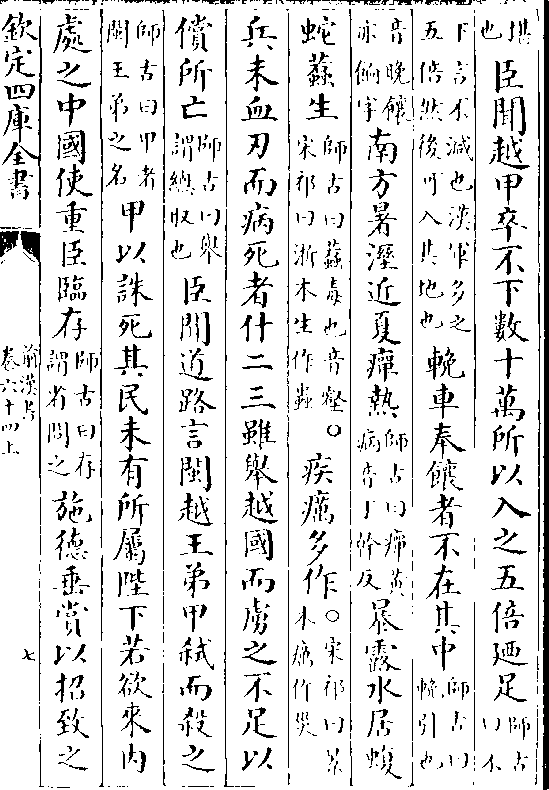 堪也臣聞越甲卒不下數十萬所以入之五倍廼足師古曰不
下言不減也漢軍多之五倍然後可入其地也輓車奉饟者不在其中師古曰輓引也
音晚饟亦餉字南方暑溼近夏癉熱師古曰癉黃病音丁幹反暴露水居蝮
蛇蠚生師古曰蠚毒也音壑○宋祁曰浙木生作蠚疾癘多作○宋祁曰景本癘作災
兵未血刃而病死者什二三雖舉越國而虜之不足以
償所亡師古曰舉謂總取也臣聞道路言閩越王弟甲弒而殺之
師古曰甲者閩王弟之名甲以誅死其民未有所屬陛下若欲來內
處之中國使重臣臨存師古曰存謂省問之施德垂賞以招致之
欽定四庫全書
前漢書
卷六十四上
七